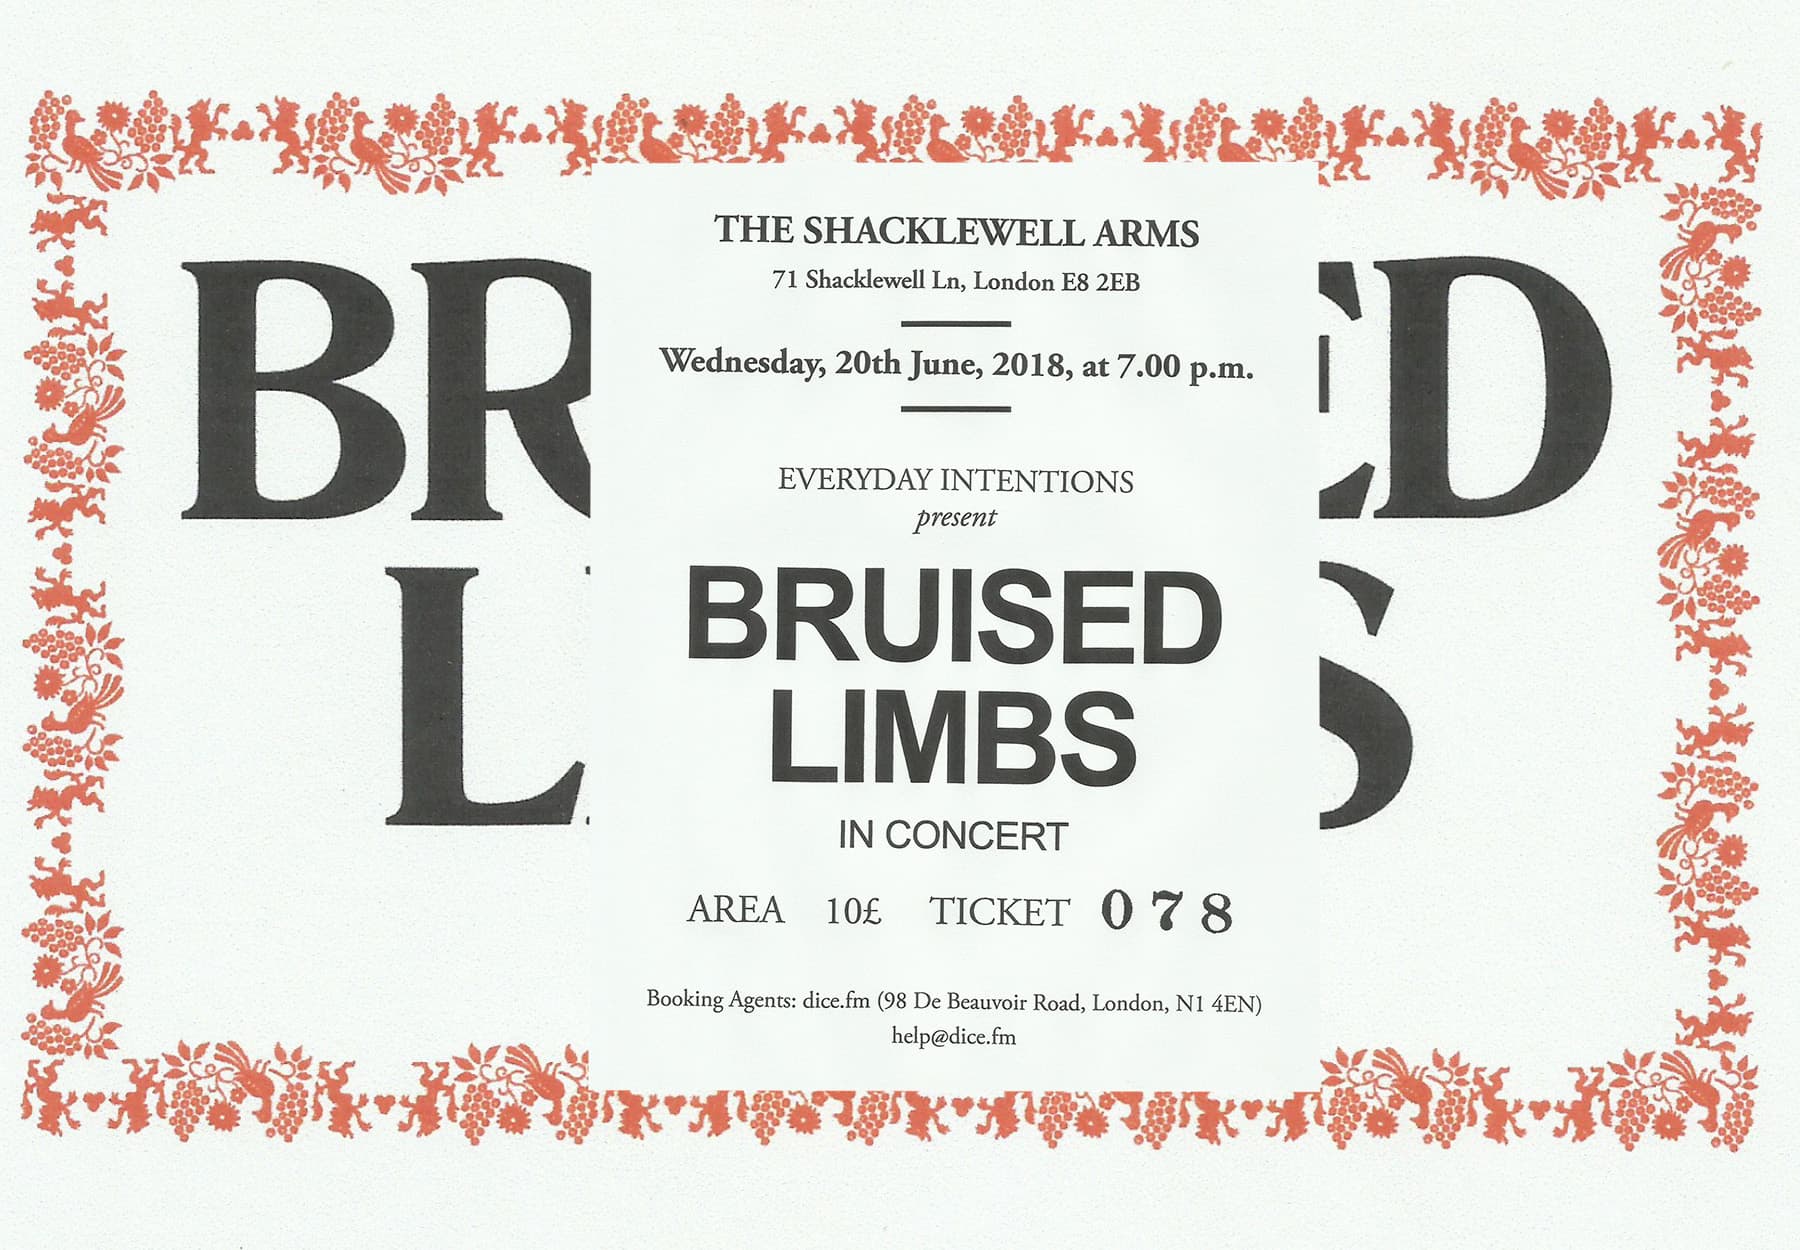 THE SHACKLEWELL ARMS
71 Shacklewell Ln, London E8 2EB
Wednesday, 20th June, 2018, at 7.00 p.m.
EVERYDAY INTENTIONS
present
BRUISED
LIMBS
IN CONCERT
AREA 10£ TICKET 078
Booking Agents: dice.fm (98 De Beauvoir Road, London, N1 4EN)
help@dice.fm
BR ED
L S